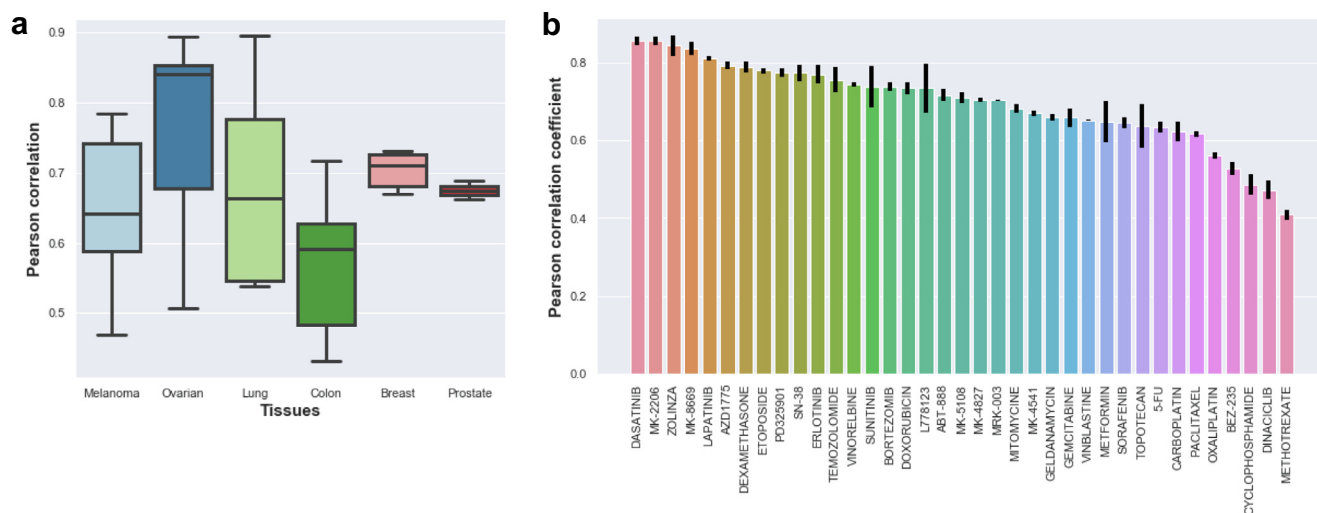 a
0.9
0.8
0.7
0.6
0.5
Pearson correlation
Melanoma Ovarian Lung Colon Breast Prostate
Tissues
b
0.8
0.6
0.4
0.2
0.0
Pearson correlation coefficient
DASATINIB
MK-2206
ZOLINZA
MK-8669
LAPATINIB
AZD1775
DEXAMETHASONE
ETOPOSIDE
PD325901
SN-38
ERLOTINIB
TEMOZOLOMIDE
VINORELBINE
SUNITINIB
BORTEZOMIB
DOXORUBICIN
L778123
ABT-888
MK-5108
MK-4827
MRK-003
MITOMYCINE
MK-4541
GELDANAMYCIN
GEMCITABINE
VINBLASTINE
METFORMIN
SORAFENIB
TOPOTECAN
5-FU
CARBOPLATIN
PACLITAXEL
OXALIPLATIN
BEZ-235
CYCLOPHOSPHAMIDE
DINACICLIB
METHOTREXATE